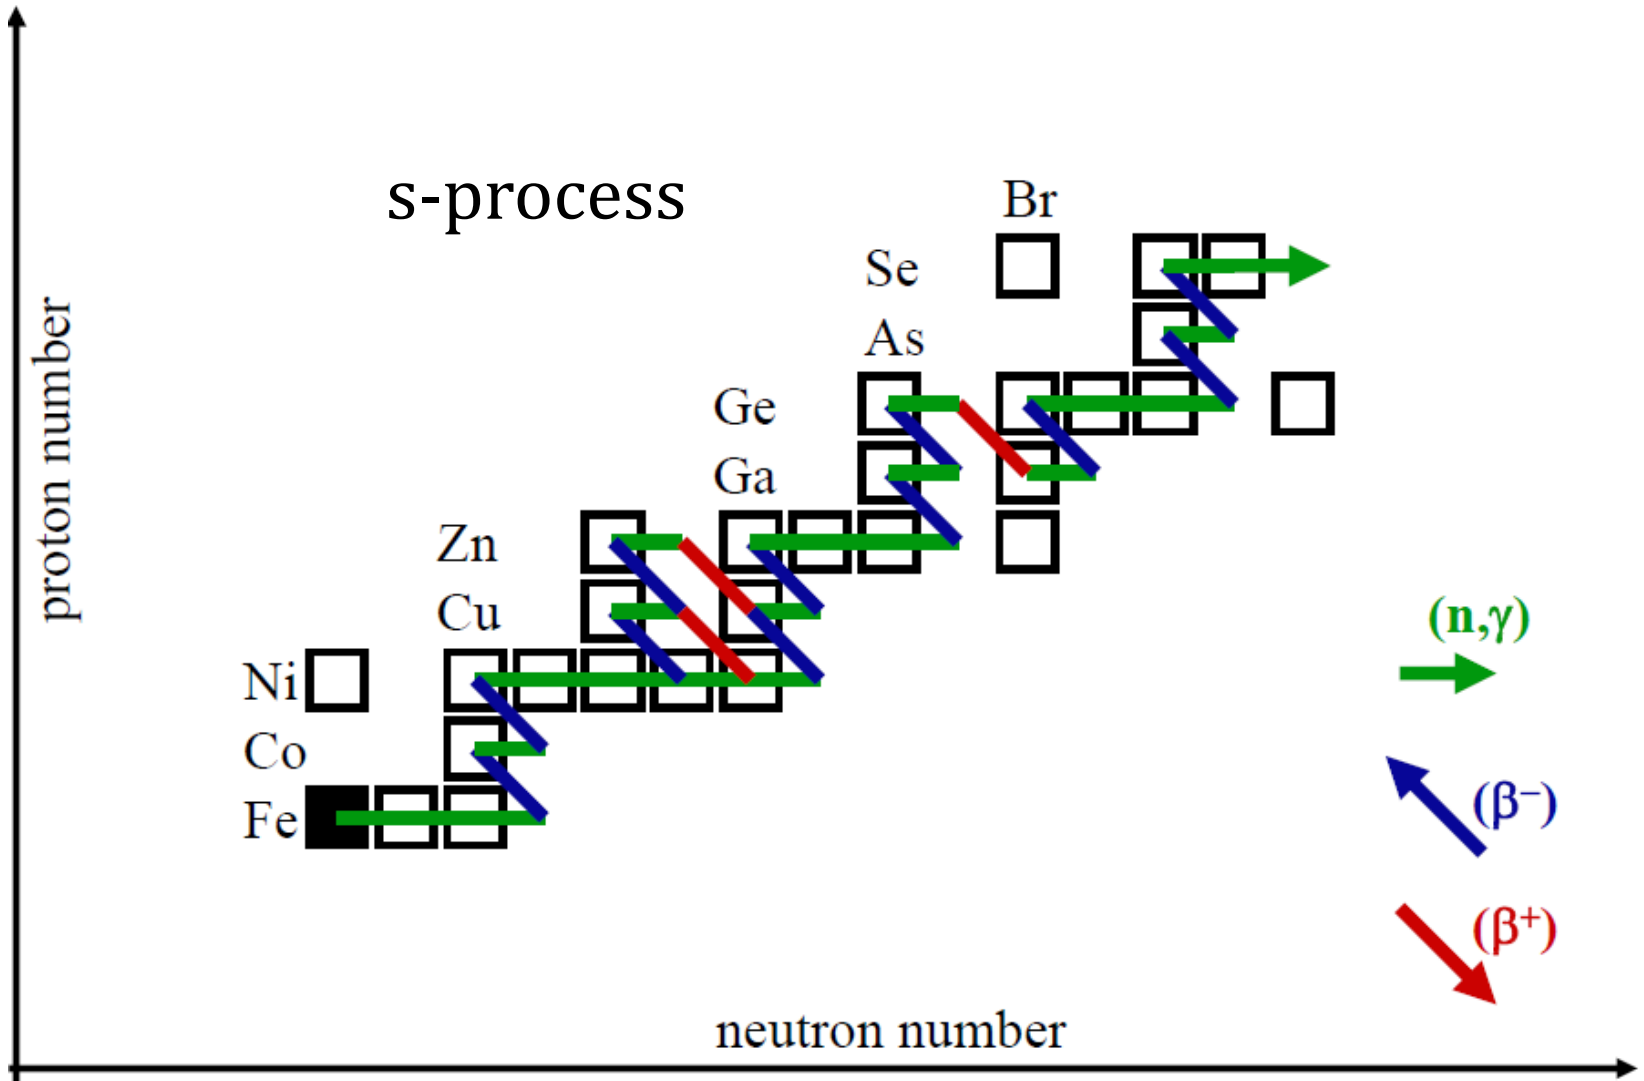 s-process
Br
Se
As
Ge
Ga
Zn
Cu
Ni
Co
Fe
(n,γ)
(β⁻)
(β⁺)
proton number
neutron number